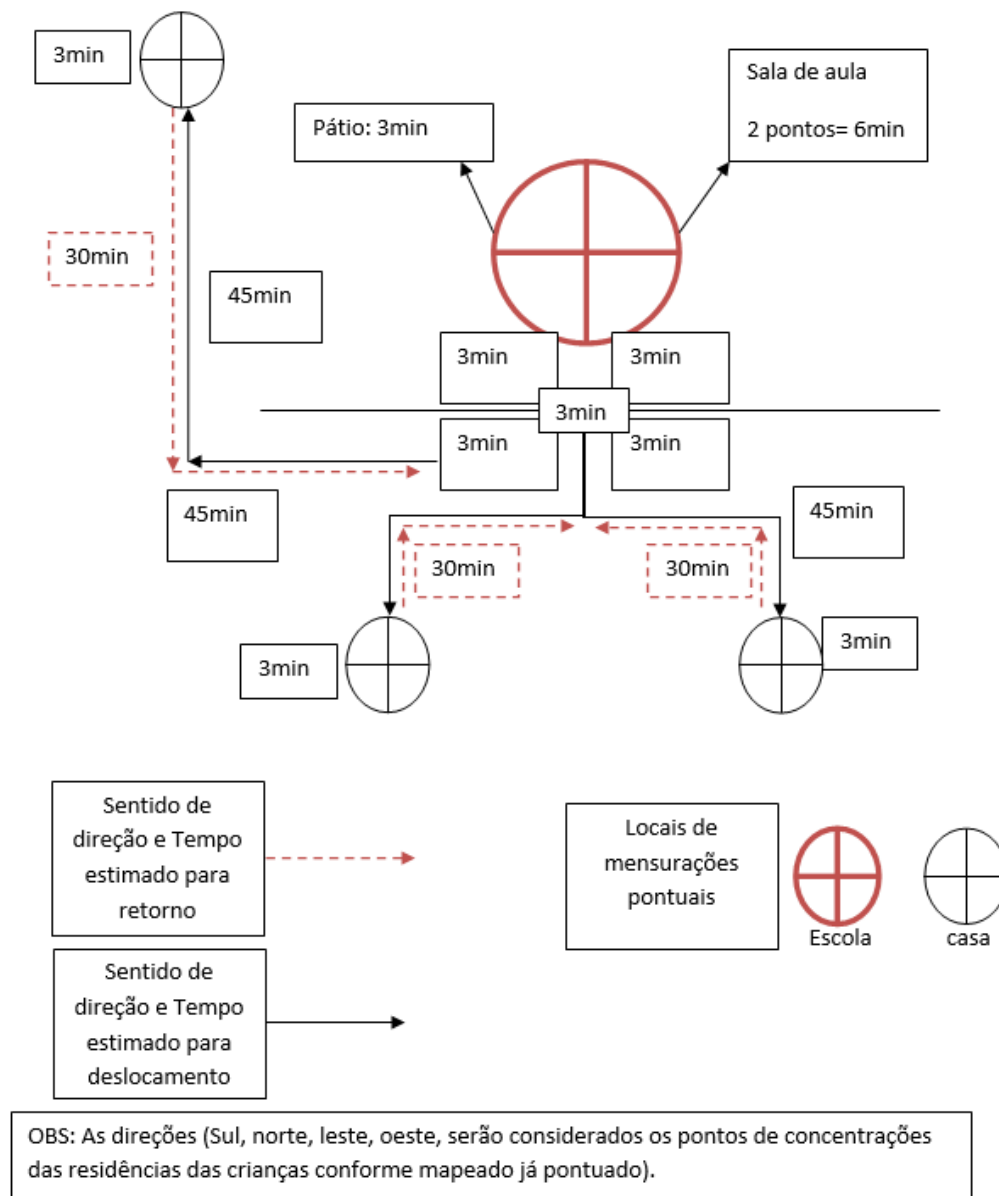 3min
Pátio: 3min
Sala de aula
2 pontos= 6min
30min
45min
3min
3min
3min
3min
3min
45min
45min
30min
30min
3min
3min
Sentido de
direção e Tempo
estimado para
retorno
Locais de
mensurações
pontuais
Escola
casa
Sentido de
direção e Tempo
estimado para
deslocamento
OBS: As direções (Sul, norte, leste, oeste, serão considerados os pontos de concentrações
das residências das crianças conforme mapeado já pontuado).